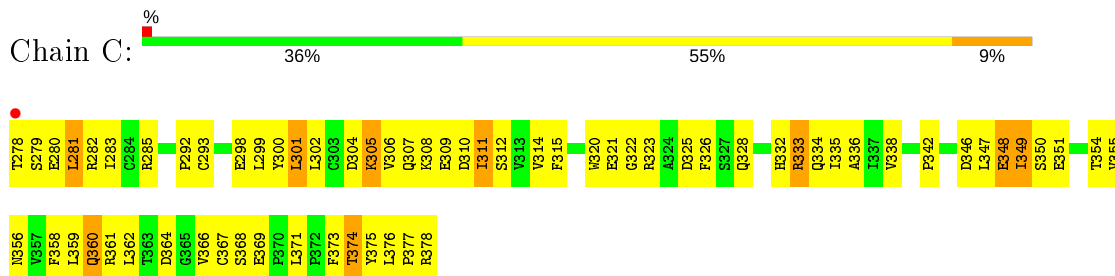 %
Chain C:
36% 55% 9%
T278 S279 E280 L281 R282 I283 C284 R285 P292 C293 E298 L299 Y300 I301 L302 C303 D304 K305 V306 Q307 K308 E309 D310 I311 S312 V313 V314 F315 W320 E321 G322 R323 A324 D325 F326 S327 Q328 H332 R333 Q334 I335 A336 I337 V338 P342 D346 L347 E348 I349 S350 E351 T354 V355
N356 V357 F358 L359 Q360 R361 L362 T363 D364 G365 V366 C367 S368 E369 P370 L371 P372 F373 T374 Y375 L376 P377 R378